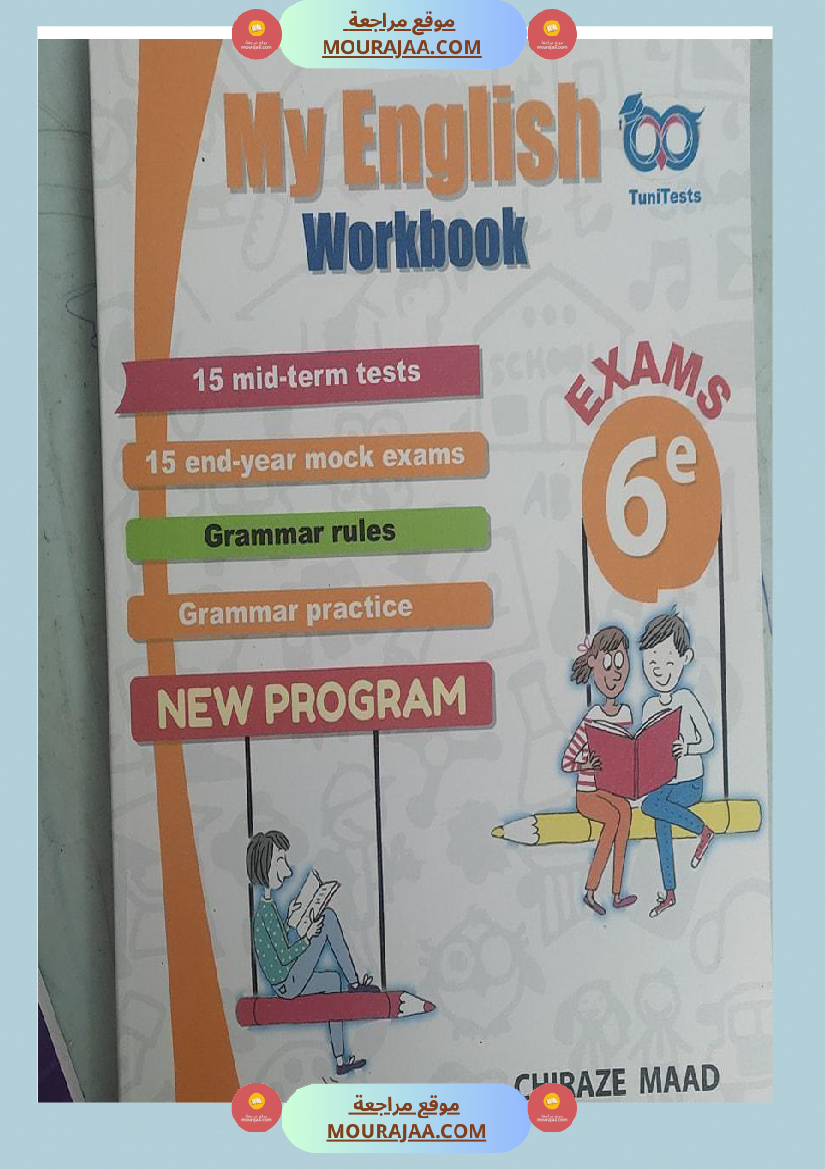 موقع مراجعة
MOURAJAA.COM
My English
Workbook
TuniTests
15 mid-term tests
15 end-year mock exams
Grammar rules
Grammar practice
NEW PROGRAM
EXAMS
6e
SCHOOL
CHIRAZE MAAD
موقع مراجعة
MOURAJAA.COM